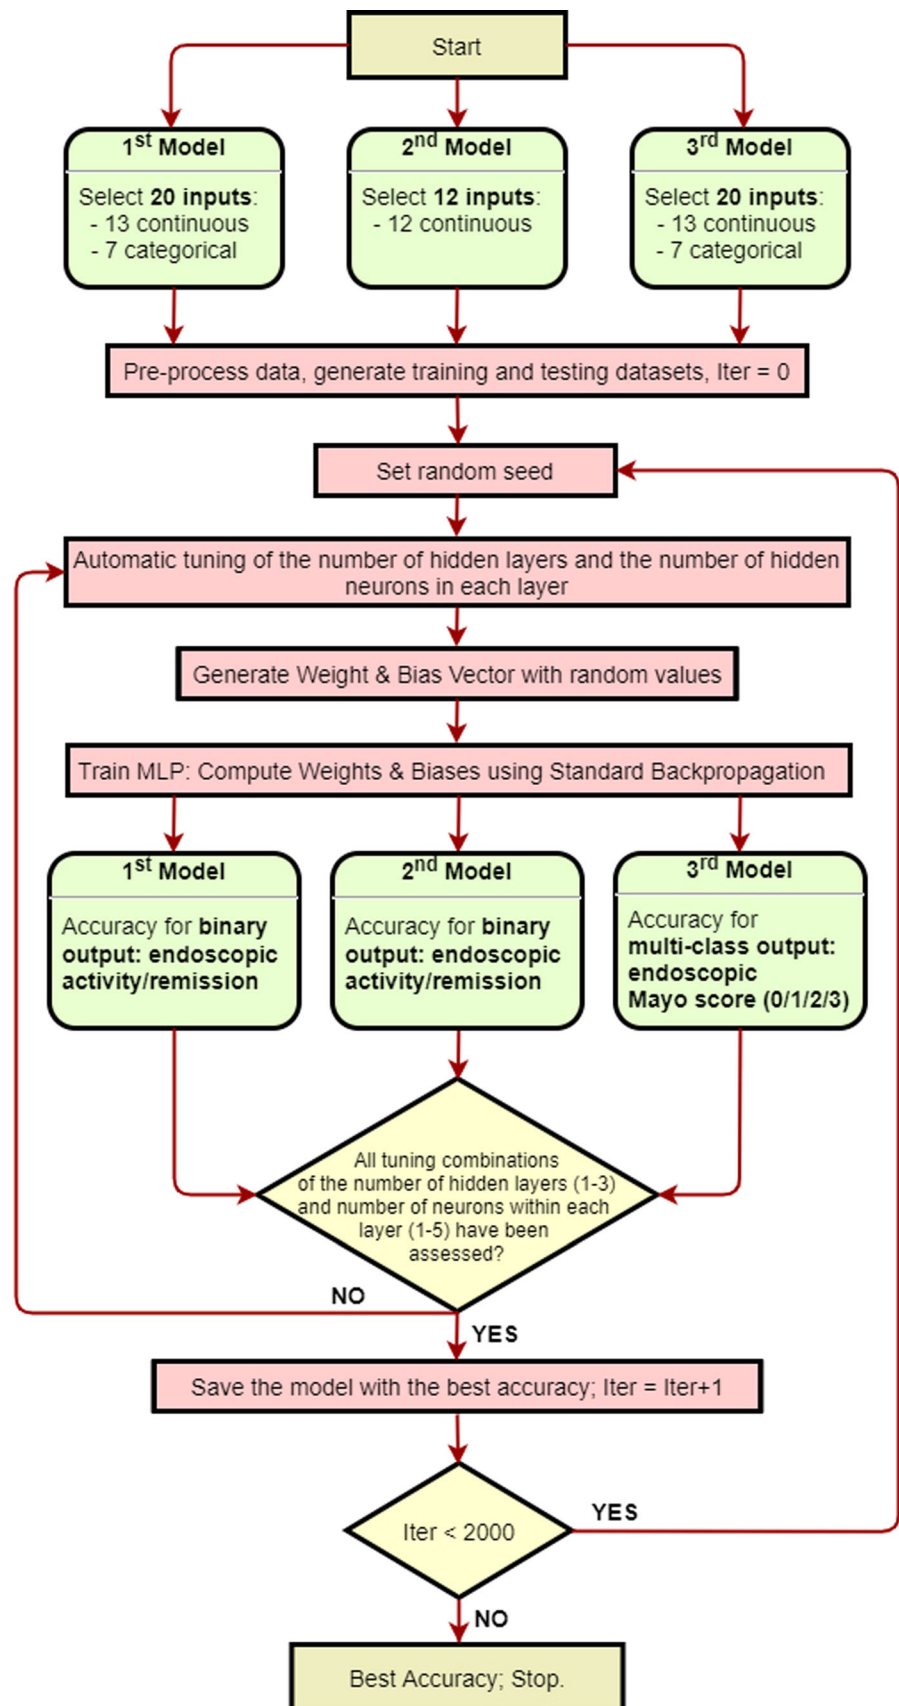 Start
1st Model
Select 20 inputs:
- 13 continuous
- 7 categorical
2nd Model
Select 12 inputs:
- 12 continuous
3rd Model
Select 20 inputs:
- 13 continuous
- 7 categorical
Pre-process data, generate training and testing datasets, Iter = 0
Set random seed
Automatic tuning of the number of hidden layers and the number of hidden
neurons in each layer
Generate Weight & Bias Vector with random values
Train MLP: Compute Weights & Biases using Standard Backpropagation
1st Model
Accuracy for binary
output: endoscopic
activity/remission
2nd Model
Accuracy for binary
output: endoscopic
activity/remission
3rd Model
Accuracy for
multi-class output:
endoscopic
Mayo score (0/1/2/3)
All tuning combinations
of the number of hidden layers (1-3)
and number of neurons within each
layer (1-5) have been
assessed?
NO
YES
Save the model with the best accuracy; Iter = Iter+1
Iter < 2000
YES
NO
Best Accuracy; Stop.